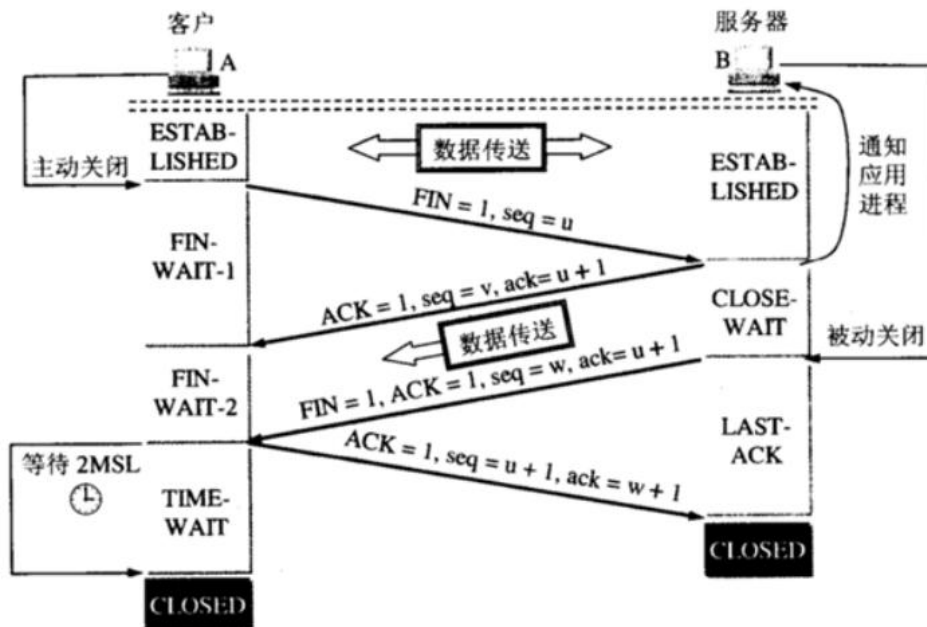 客户
服务器
A
B
ESTAB-
LISHED
数据传送
主动关闭
ESTAB-
LISHED
通知
应用
进程
FIN = 1, seq = u
FIN-
WAIT-1
ACK = 1, seq = v, ack= u + 1
CLOSE-
WAIT
数据传送
被动关闭
FIN-
WAIT-2
FIN = 1, ACK = 1, seq = w, ack= u + 1
LAST-
ACK
等待 2MSL
ACK = 1, seq = u + 1, ack = w + 1
TIME-
WAIT
CLOSED
CLOSED